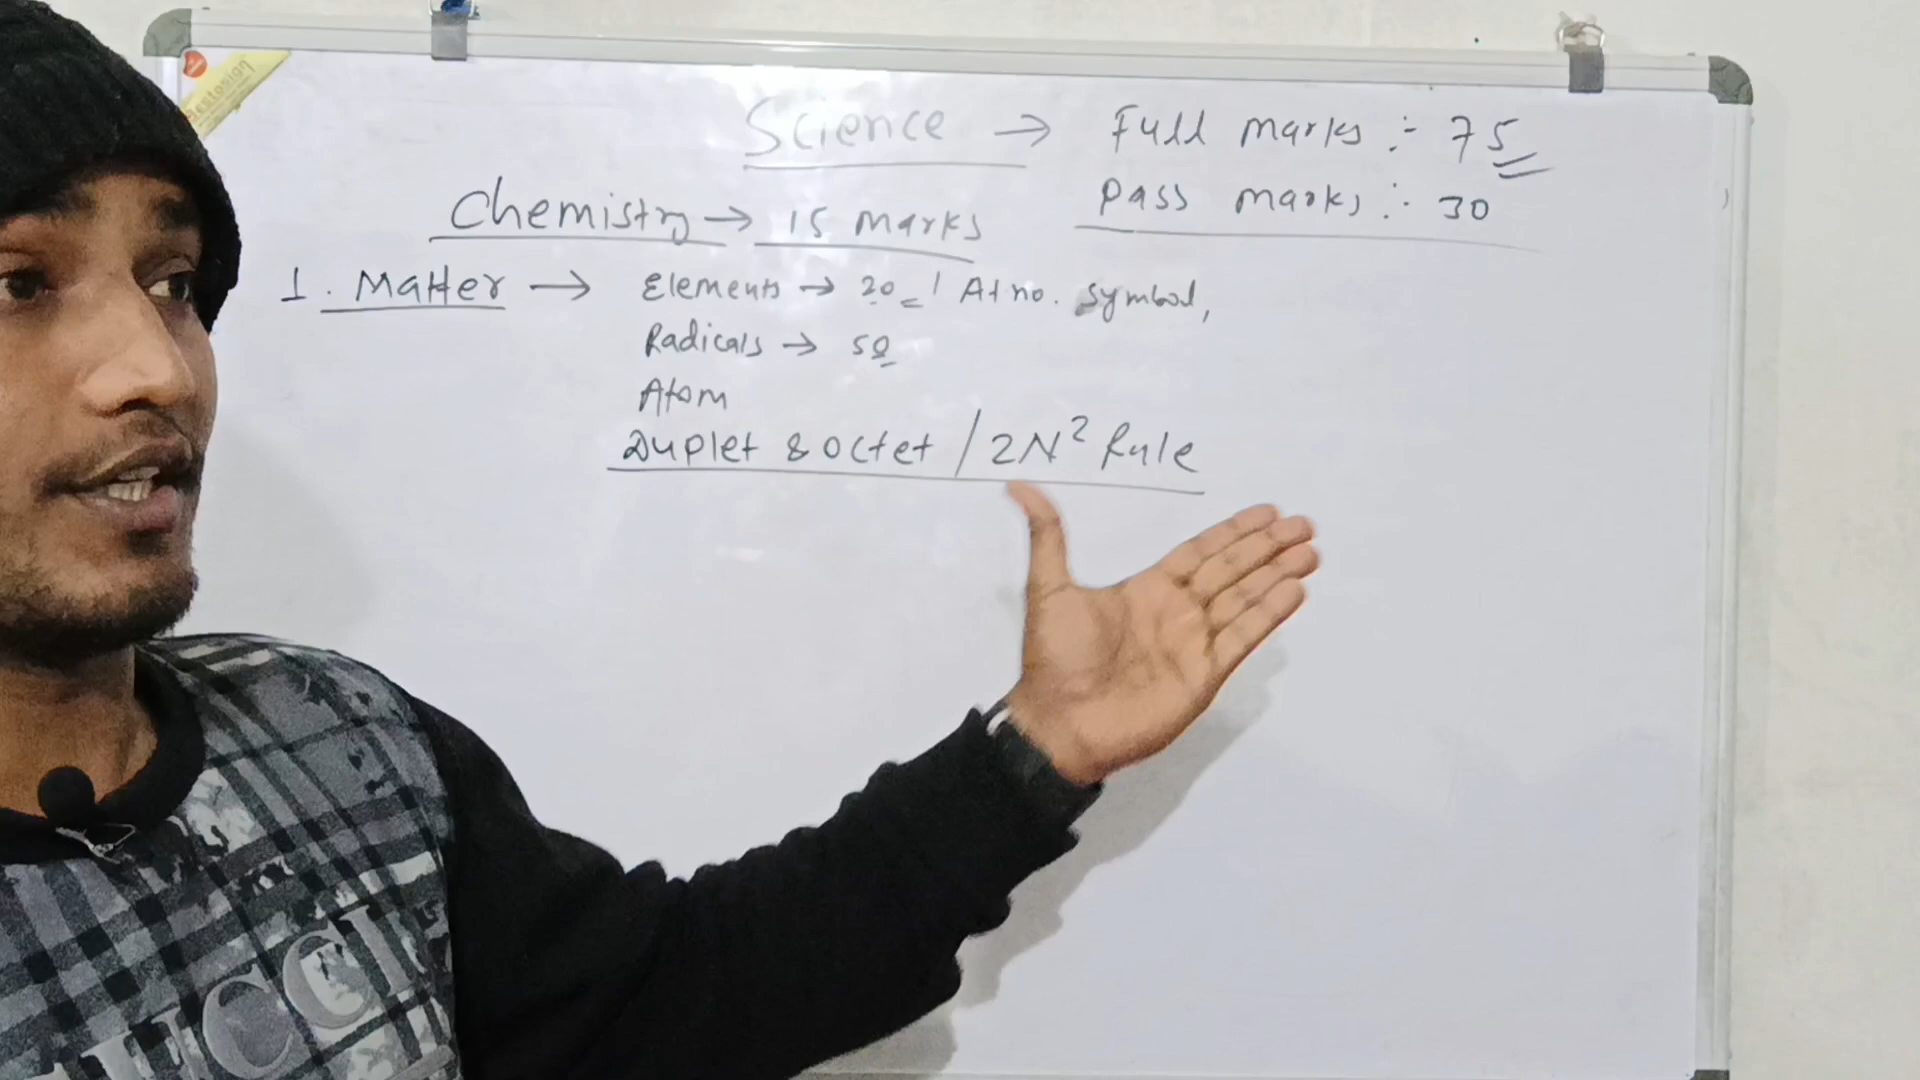 Science → Full marks :- 75
Pass marks :- 30
Chemistry → 15 marks
1. Matter → Elements → 20 / At no. symbol,
Radicals → 50
Atom
Duplet & Octet / 2N² Rule